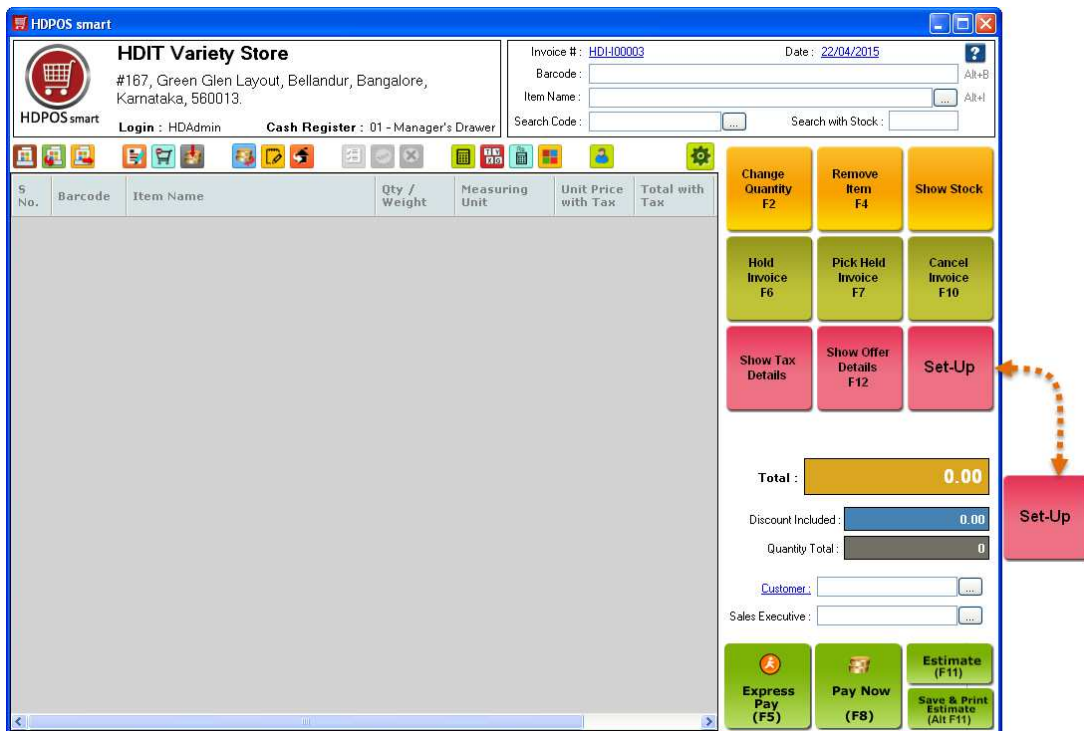 HDPOS smart
HDIT Variety Store
#167, Green Glen Layout, Bellandur, Bangalore,
Karnataka, 560013.
HDPOS smart
Login : HDAdmin Cash Register : 01 - Manager's Drawer
Invoice # : HDI-I00003 Date : 22/04/2015 ?
Barcode : Alt+B
Item Name : ... Alt+I
Search Code : ... Search with Stock :
S No. Barcode Item Name Qty / Weight Measuring Unit Unit Price with Tax Total with Tax
Change
Quantity
F2
Remove
Item
F4
Show Stock
Hold
Invoice
F6
Pick Held
Invoice
F7
Cancel
Invoice
F10
Show Tax
Details
Show Offer
Details
F12
Set-Up
Total : 0.00
Discount Included : 0.00
Quantity Total : 0
Customer : ...
Sales Executive : ...
Set-Up
Express
Pay
(F5)
Pay Now
(F8)
Estimate
(F11)
Save & Print
Estimate
(Alt F11)